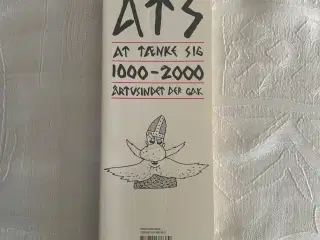 ATS
AT TÆNKE SIG
1000-2000
ÅRTUSINDET DER GIK